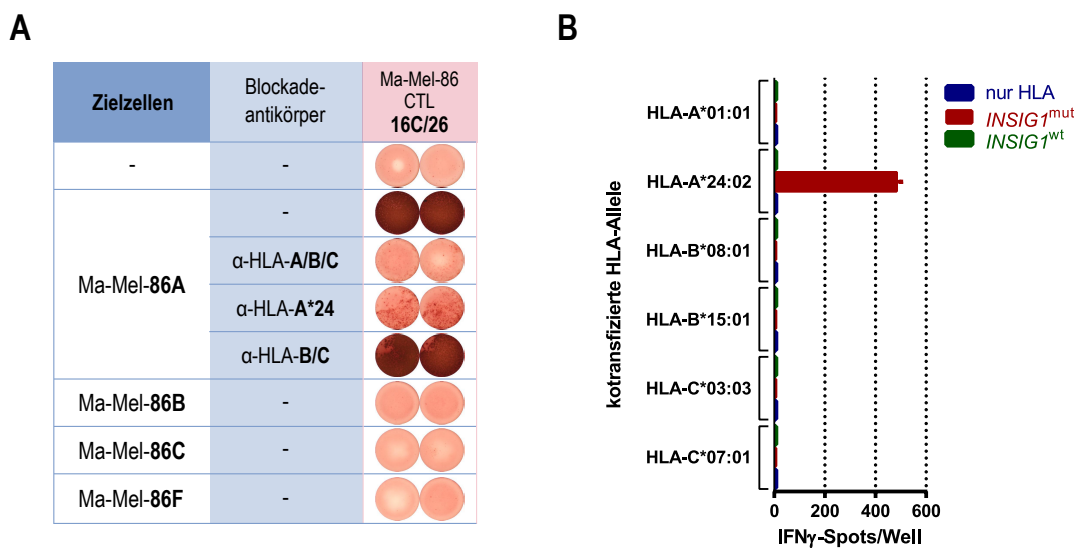 A
Zielzellen
Blockade-
antikörper
Ma-Mel-86
CTL
16C/26
-
-
Ma-Mel-86A
-
α-HLA-A/B/C
α-HLA-A*24
α-HLA-B/C
Ma-Mel-86B
-
Ma-Mel-86C
-
Ma-Mel-86F
-
B
kotransfizierte HLA-Allele
HLA-A*01:01
HLA-A*24:02
HLA-B*08:01
HLA-B*15:01
HLA-C*03:03
HLA-C*07:01
0 200 400 600
IFNγ-Spots/Well
nur HLA
INSIG1mut
INSIG1wt